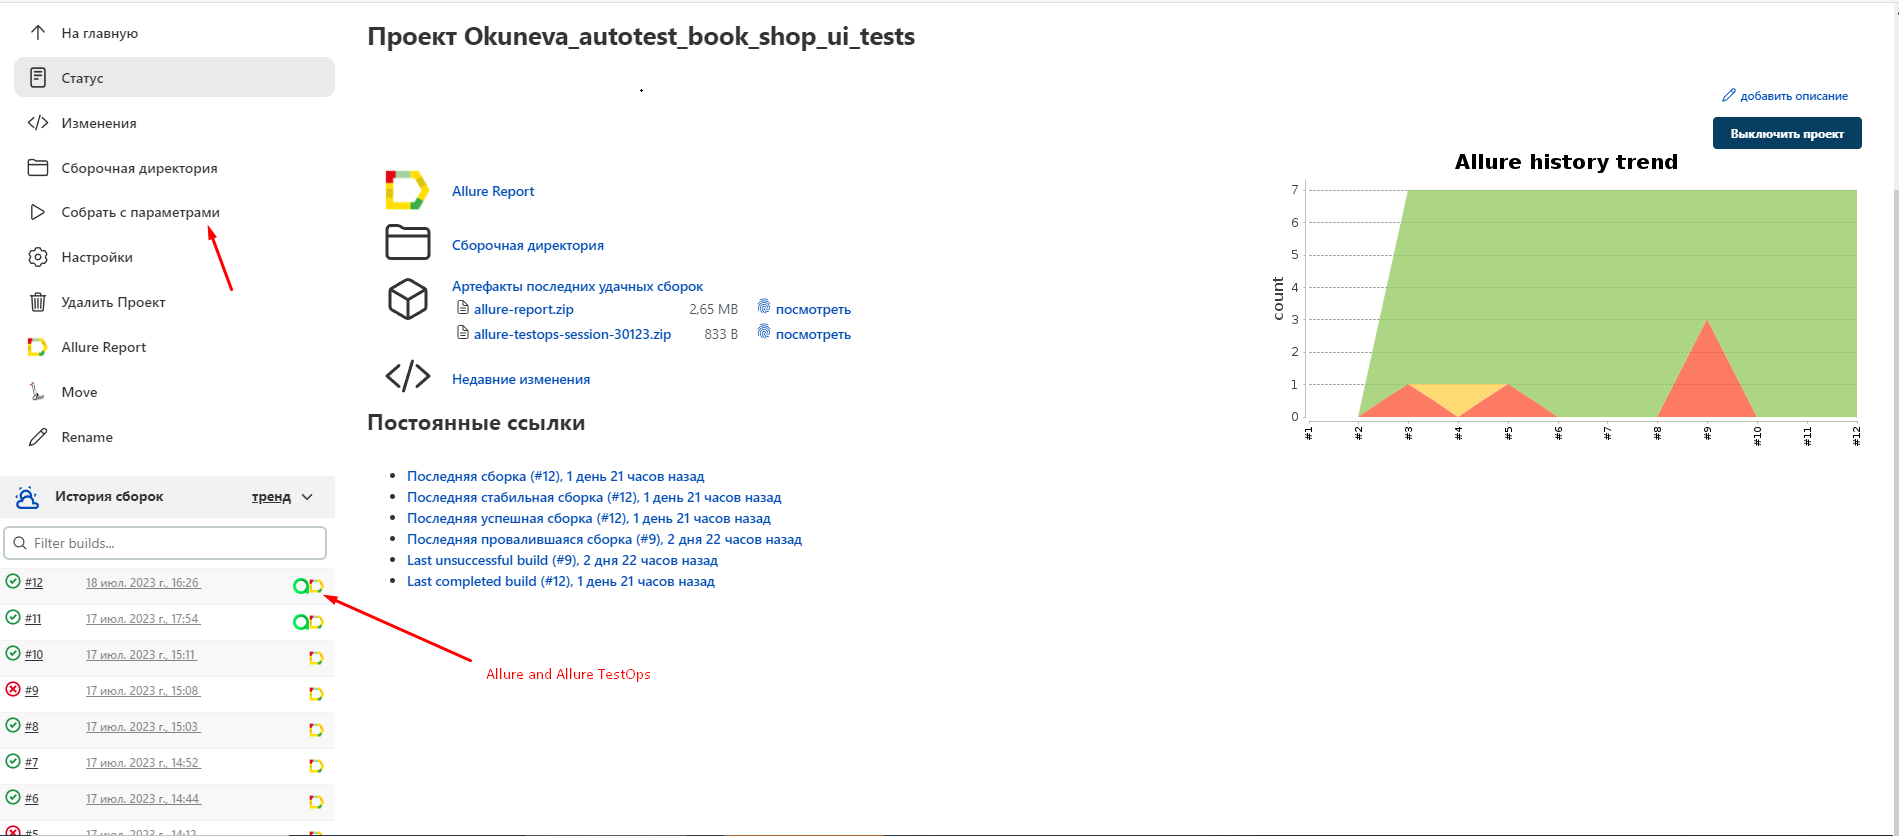 На главную
Статус
Изменения
Сборочная директория
Собрать с параметрами
Настройки
Удалить Проект
Allure Report
Move
Rename
История сборок тренд
Filter builds...
#12 18 июл. 2023 г., 16:26
#11 17 июл. 2023 г., 17:54
#10 17 июл. 2023 г., 15:11
#9 17 июл. 2023 г., 15:08
#8 17 июл. 2023 г., 15:03
#7 17 июл. 2023 г., 14:52
#6 17 июл. 2023 г., 14:44
#5 17 июл. 2023 г., 14:12
Проект Okuneva_autotest_book_shop_ui_tests
добавить описание
Выключить проект
Allure Report
Сборочная директория
Артефакты последних удачных сборок
allure-report.zip 2,65 MB посмотреть
allure-testops-session-30123.zip 833 B посмотреть
Недавние изменения
Постоянные ссылки
Последняя сборка (#12), 1 день 21 часов назад
Последняя стабильная сборка (#12), 1 день 21 часов назад
Последняя успешная сборка (#12), 1 день 21 часов назад
Последняя провалившаяся сборка (#9), 2 дня 22 часов назад
Last unsuccessful build (#9), 2 дня 22 часов назад
Last completed build (#12), 1 день 21 часов назад
Allure and Allure TestOps
Allure history trend
count
7
6
5
4
3
2
1
0
#1 #2 #3 #4 #5 #6 #7 #8 #9 #10 #11 #12